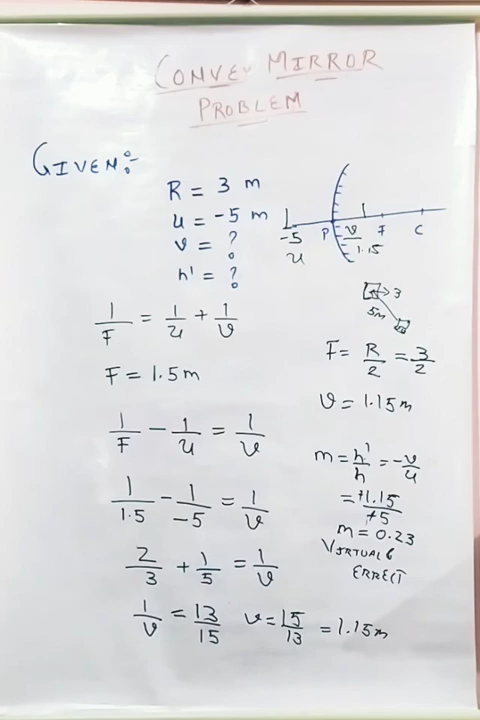 CONVEX MIRROR
PROBLEM
GIVEN:-
R = 3 m
u = -5 m
v = ?
h' = ?
-5
u
P
v
1.15
F
C
1/F = 1/u + 1/v
3
5m
F = R/2 = 3/2
F = 1.5m
v = 1.15m
1/F - 1/u = 1/v
m = h'/h = -v/u
= +1.15/+5
m = 0.23
VIRTUAL &
ERRECT
1/1.5 - 1/-5 = 1/v
2/3 + 1/5 = 1/v
1/v = 13/15 v = 15/13 = 1.15m